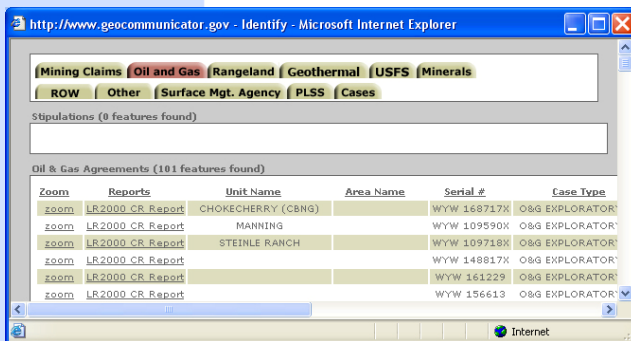 http://www.geocommunicator.gov - Identify - Microsoft Internet Explorer
Mining Claims Oil and Gas Rangeland Geothermal USFS Minerals
ROW Other Surface Mgt. Agency PLSS Cases
Stipulations (0 features found)
Oil & Gas Agreements (101 features found)
Zoom Reports Unit Name Area Name Serial # Case Type
zoom LR2000 CR Report CHOKECHERRY (CBNG) WYW 168717X O&G EXPLORATORY
zoom LR2000 CR Report MANNING WYW 109590X O&G EXPLORATORY
zoom LR2000 CR Report STEINLE RANCH WYW 109718X O&G EXPLORATORY
zoom LR2000 CR Report WYW 148817X O&G EXPLORATORY
zoom LR2000 CR Report WYW 161229 O&G EXPLORATORY
zoom LR2000 CR Report WYW 156613 O&G EXPLORATORY
Internet